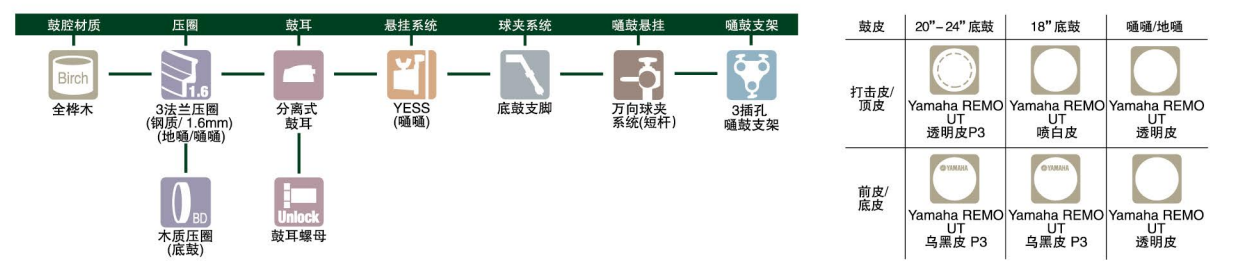 鼓腔材质 压圈 鼓耳 悬挂系统 球夹系统 嗵鼓悬挂 嗵鼓支架
Birch 1.6
全桦木 3法兰压圈 分离式 YESS 底鼓支脚 万向球夹 3插孔
(钢质/ 1.6mm) 鼓耳 (嗵嗵) 系统(短杆) 嗵鼓支架
(地嗵/嗵嗵)
BD Unlock
木质压圈 鼓耳螺母
(底鼓)
鼓皮 20”-24”底鼓 18”底鼓 嗵嗵/地嗵
打击皮/
顶皮
Yamaha REMO Yamaha REMO Yamaha REMO
UT UT UT
透明皮P3 喷白皮 透明皮
YAMAHA YAMAHA
前皮/
底皮
Yamaha REMO Yamaha REMO Yamaha REMO
UT UT UT
乌黑皮 P3 乌黑皮 P3 透明皮